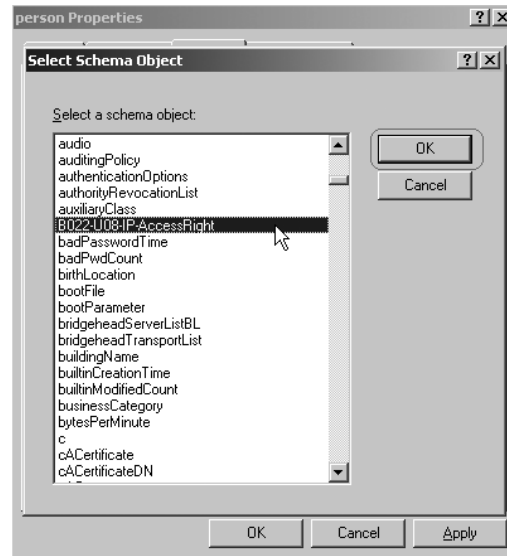 person Properties
Select Schema Object
Select a schema object:
audio
auditingPolicy
authenticationOptions
authorityRevocationList
auxiliaryClass
B022-U08-IP-AccessRight
badPasswordTime
badPwdCount
birthLocation
bootFile
bootParameter
bridgeheadServerListBL
bridgeheadTransportList
buildingName
builtinCreationTime
builtinModifiedCount
businessCategory
bytesPerMinute
c
cACertificate
cACertificateDN
OK
Cancel
OK
Cancel
Apply